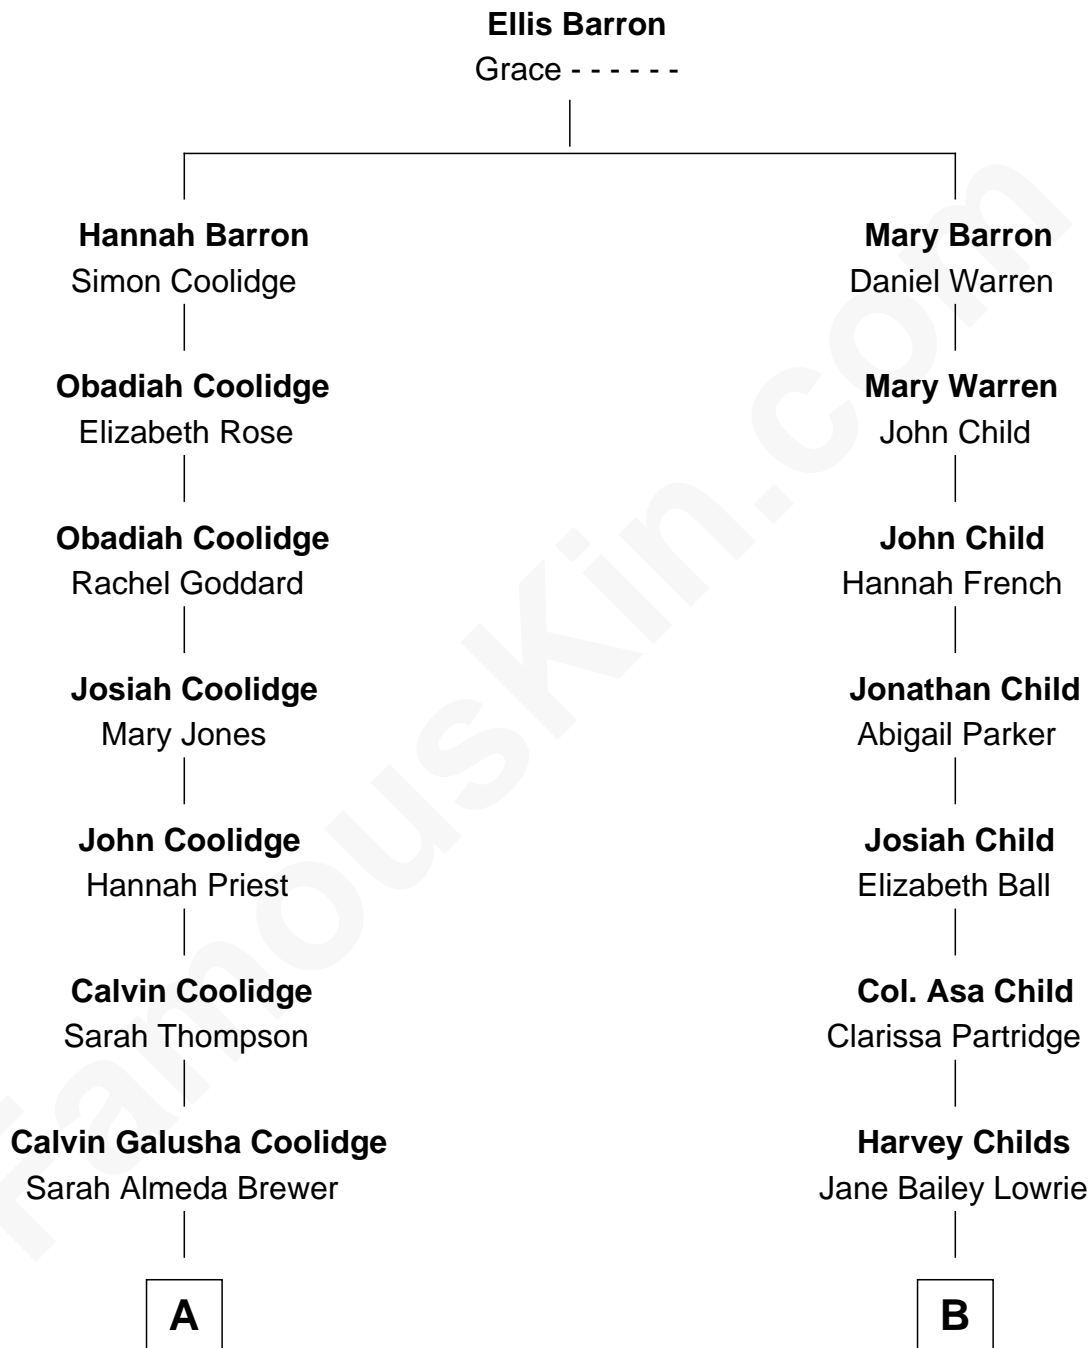 Ellis Barron
Grace - - - - - -
Hannah Barron
Simon Coolidge
Mary Barron
Daniel Warren
Obadiah Coolidge
Elizabeth Rose
Mary Warren
John Child
Obadiah Coolidge
Rachel Goddard
John Child
Hannah French
Josiah Coolidge
Mary Jones
Jonathan Child
Abigail Parker
John Coolidge
Hannah Priest
Josiah Child
Elizabeth Ball
Calvin Coolidge
Sarah Thompson
Col. Asa Child
Clarissa Partridge
Calvin Galusha Coolidge
Sarah Almeda Brewer
Harvey Childs
Jane Bailey Lowrie
A
B
FamousKin.com